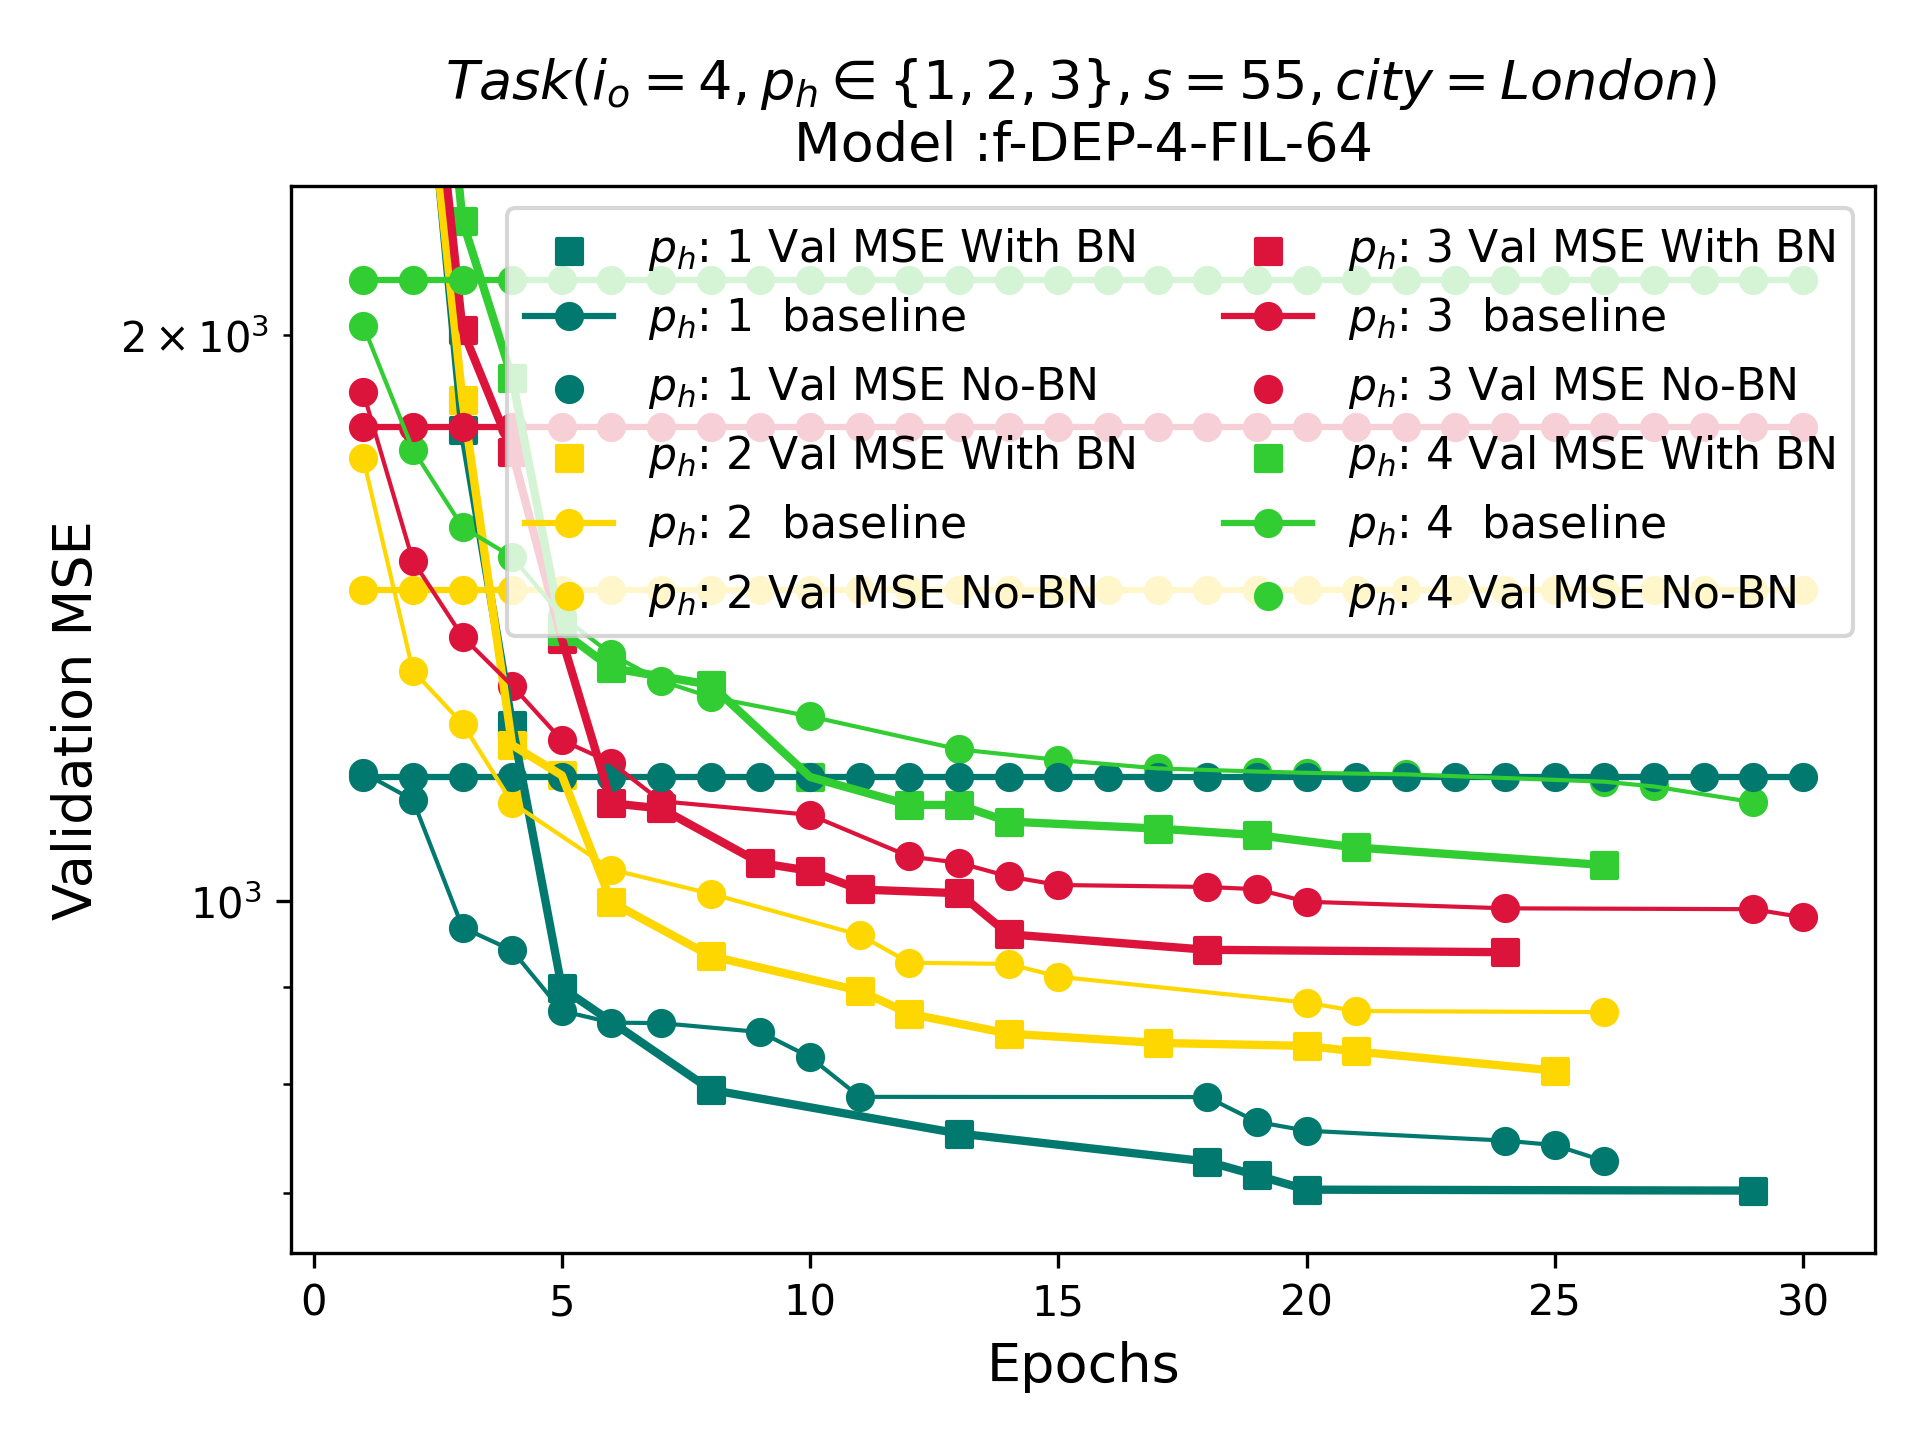 Task(i_o = 4, p_h ∈ {1, 2, 3}, s = 55, city = London)
Model :f-DEP-4-FIL-64
p_h: 1 Val MSE With BN
p_h: 1 baseline
p_h: 1 Val MSE No-BN
p_h: 2 Val MSE With BN
p_h: 2 baseline
p_h: 2 Val MSE No-BN
p_h: 3 Val MSE With BN
p_h: 3 baseline
p_h: 3 Val MSE No-BN
p_h: 4 Val MSE With BN
p_h: 4 baseline
p_h: 4 Val MSE No-BN
2 × 10³
10³
Validation MSE
0 5 10 15 20 25 30
Epochs